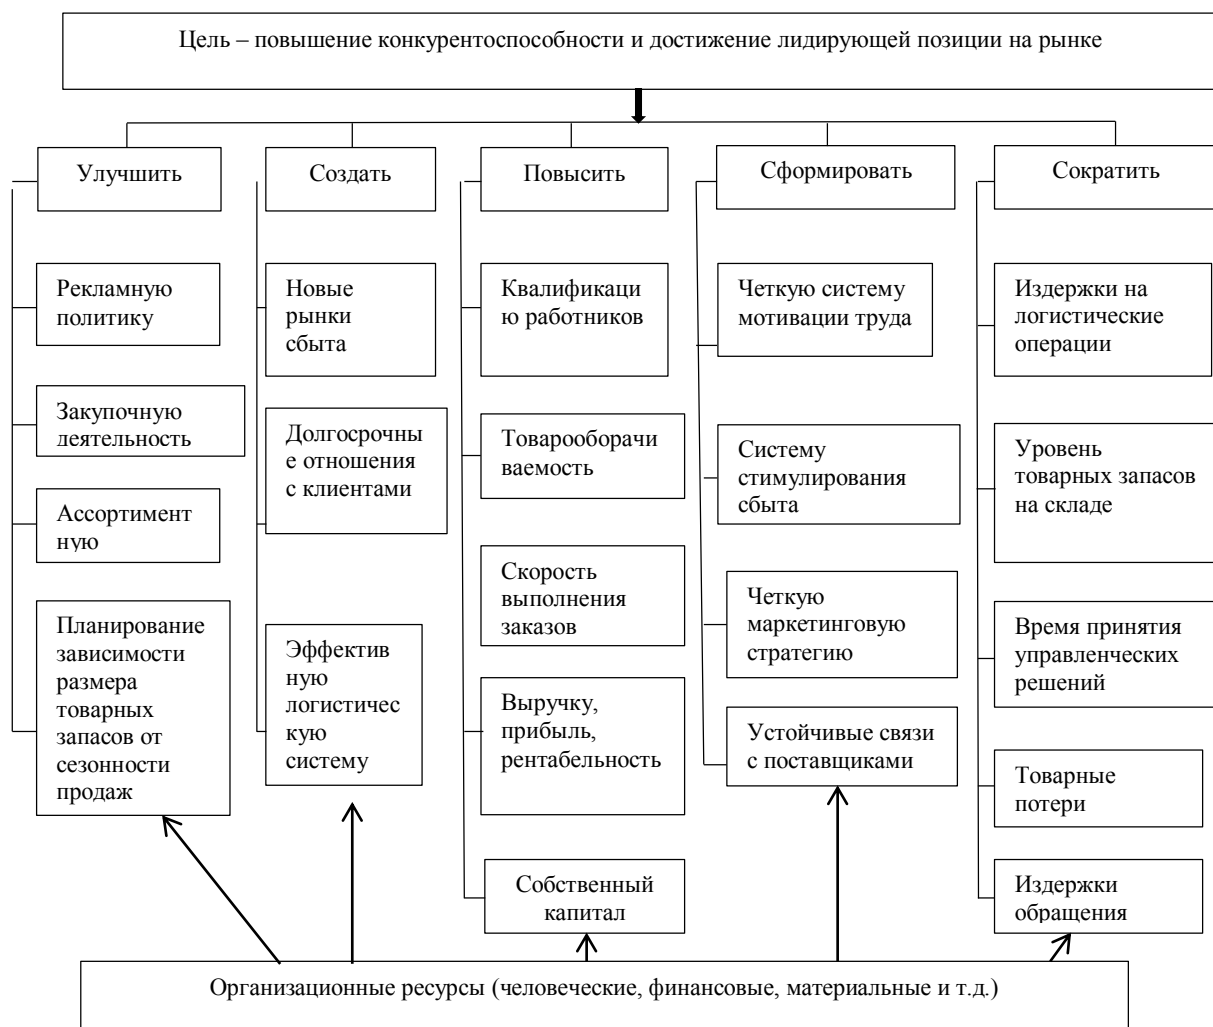 Цель – повышение конкурентоспособности и достижение лидирующей позиции на рынке
Улучшить
Создать
Повысить
Сформировать
Сократить
Рекламную
политику
Закупочную
деятельность
Ассортимент
ную
Планирование
зависимости
размера
товарных
запасов от
сезонности
продаж
Новые
рынки
сбыта
Долгосрочны
е отношения
с клиентами
Эффектив
ную
логистичес
кую
систему
Квалификаци
ю работников
Товарооборачи
ваемость
Скорость
выполнения
заказов
Выручку,
прибыль,
рентабельность
Собственный
капитал
Четкую систему
мотивации труда
Систему
стимулирования
сбыта
Четкую
маркетинговую
стратегию
Устойчивые связи
с поставщиками
Издержки на
логистические
операции
Уровень
товарных запасов
на складе
Время принятия
управленческих
решений
Товарные
потери
Издержки
обращения
Организационные ресурсы (человеческие, финансовые, материальные и т.д.)